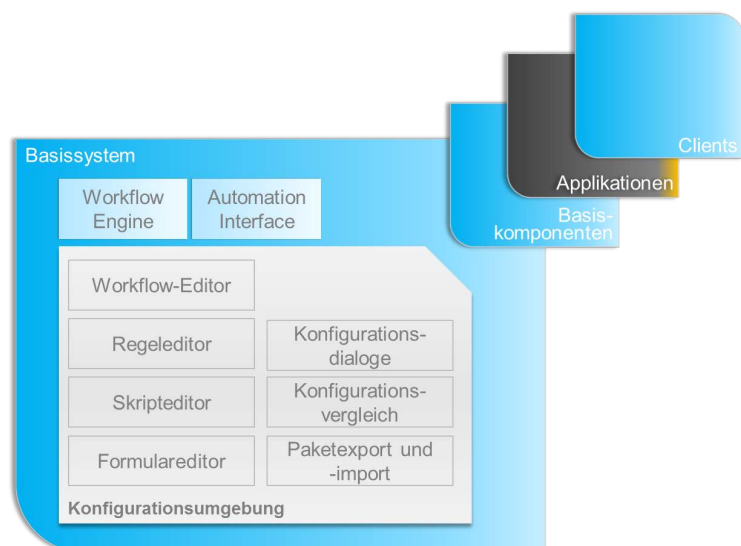 Clients
Applikationen
Basis-
komponenten
Basissystem
Workflow
Engine
Automation
Interface
Workflow-Editor
Regeleditor
Konfigurations-
dialoge
Skripteditor
Konfigurations-
vergleich
Formulareditor
Paketexport und
-import
Konfigurationsumgebung